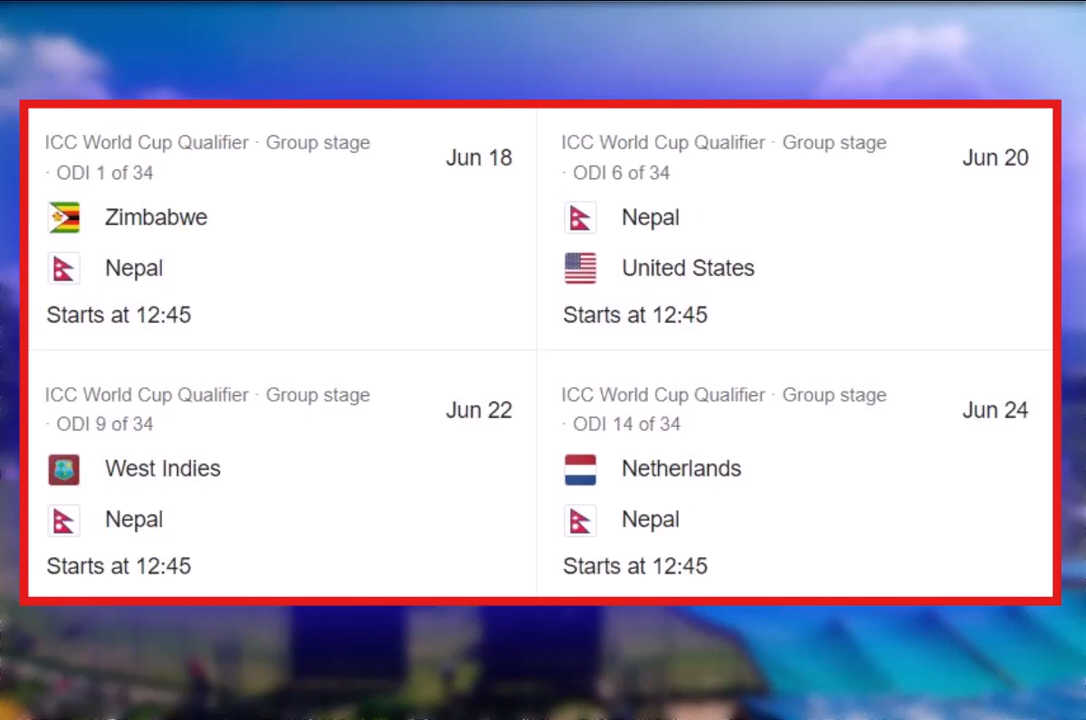 ICC World Cup Qualifier · Group stage
· ODI 1 of 34
Jun 18
Zimbabwe
Nepal
Starts at 12:45
ICC World Cup Qualifier · Group stage
· ODI 6 of 34
Jun 20
Nepal
United States
Starts at 12:45
ICC World Cup Qualifier · Group stage
· ODI 9 of 34
Jun 22
West Indies
Nepal
Starts at 12:45
ICC World Cup Qualifier · Group stage
· ODI 14 of 34
Jun 24
Netherlands
Nepal
Starts at 12:45